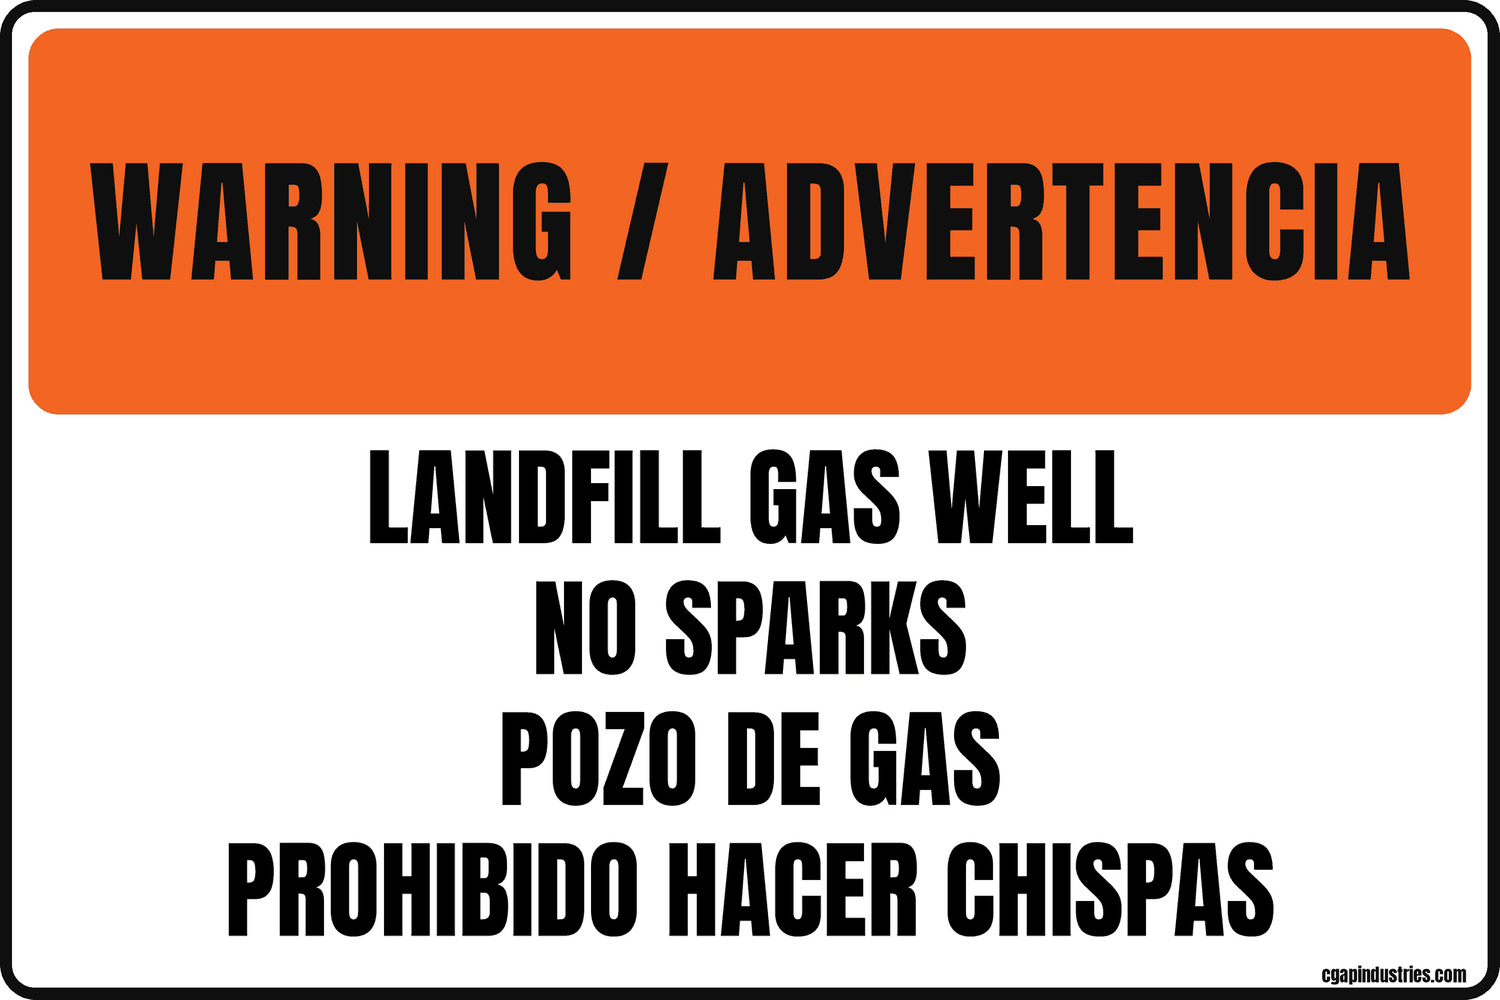 WARNING / ADVERTENCIA
LANDFILL GAS WELL
NO SPARKS
POZO DE GAS
PROHIBIDO HACER CHISPAS
cgapindustries.com